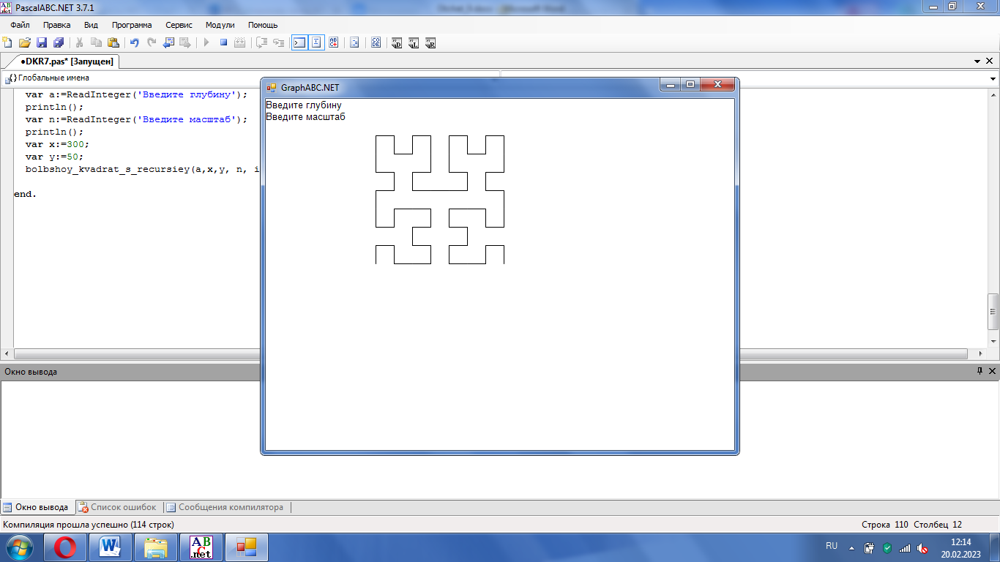 PascalABC.NET 3.7.1
Файл Правка Вид Программа Сервис Модули Помощь
•DKR7.pas* [Запущен]
{} Глобальные имена
var a:=ReadInteger('Введите глубину');
println();
var n:=ReadInteger('Введите масштаб');
println();
var x:=300;
var y:=50;
bolbshoy_kvadrat_s_recursiey(a,x,y, n, i
end.
GraphABC.NET
Введите глубину
Введите масштаб
Окно вывода
Окно вывода Список ошибок Сообщения компилятора
Компиляция прошла успешно (114 строк) Строка 110 Столбец 12
RU 12:14
20.02.2023